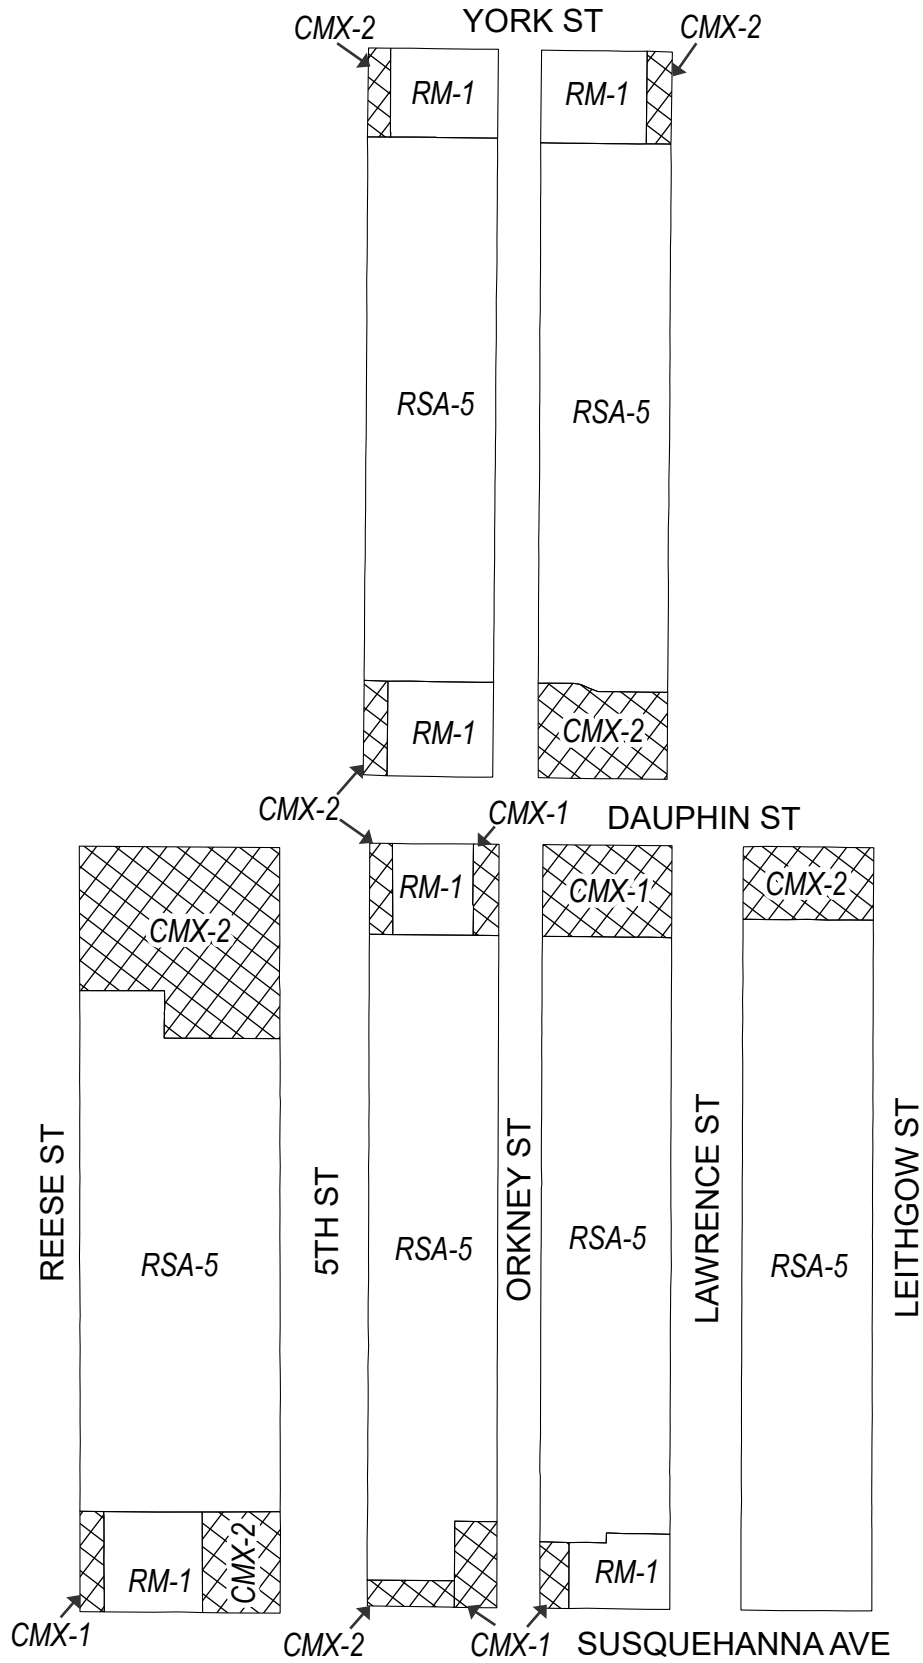 YORK ST
CMX-2
CMX-2
RM-1
RM-1
RSA-5
RSA-5
RM-1
CMX-2
CMX-2
CMX-1
DAUPHIN ST
RM-1
CMX-1
CMX-2
CMX-2
REESE ST
5TH ST
ORKNEY ST
LAWRENCE ST
LEITHGOW ST
RSA-5
RSA-5
RSA-5
RSA-5
RM-1
CMX-2
RM-1
CMX-1
CMX-2
CMX-1
SUSQUEHANNA AVE